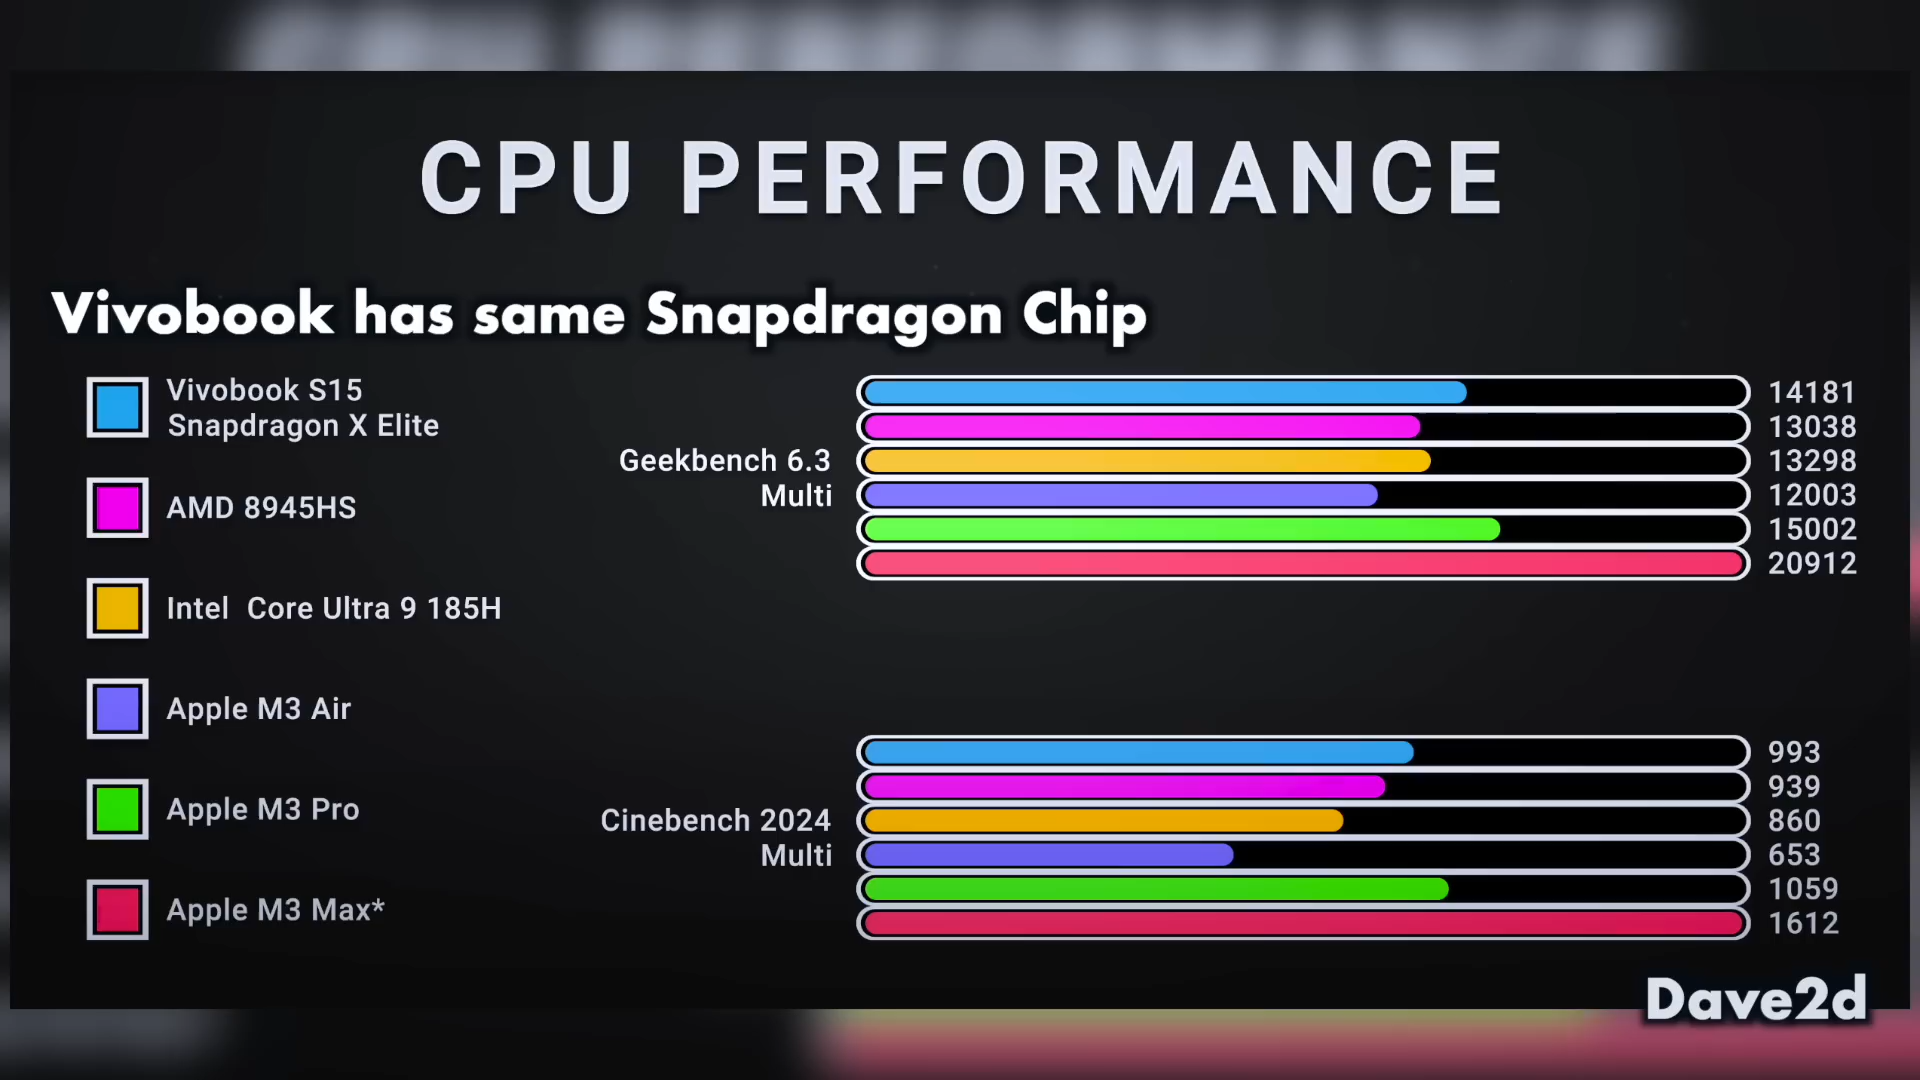 CPU PERFORMANCE
Vivobook has same Snapdragon Chip
Vivobook S15
Snapdragon X Elite
AMD 8945HS
Intel Core Ultra 9 185H
Apple M3 Air
Apple M3 Pro
Apple M3 Max*
Geekbench 6.3
Multi
14181
13038
13298
12003
15002
20912
Cinebench 2024
Multi
993
939
860
653
1059
1612
Dave2d